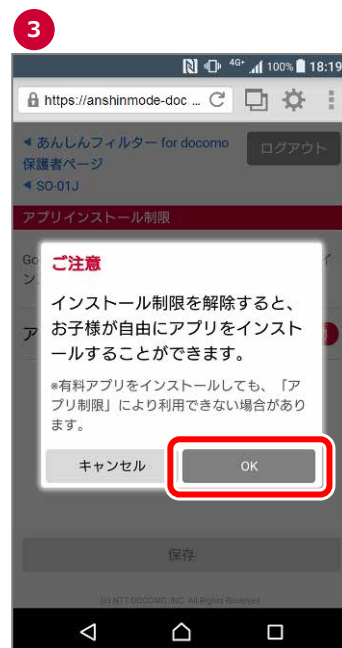 3
4G+ 100% 18:19
https://anshinmode-doc ...
あんしんフィルター for docomo
保護者ページ
SO-01J
ログアウト
アプリインストール制限
Go
ご注意
インストール制限を解除すると、
お子様が自由にアプリをインスト
ールすることができます。
※有料アプリをインストールしても、「ア
プリ制限」により利用できない場合があり
ます。
キャンセル OK
保存
(c) NTT DOCOMO, INC. All Rights Reserved.